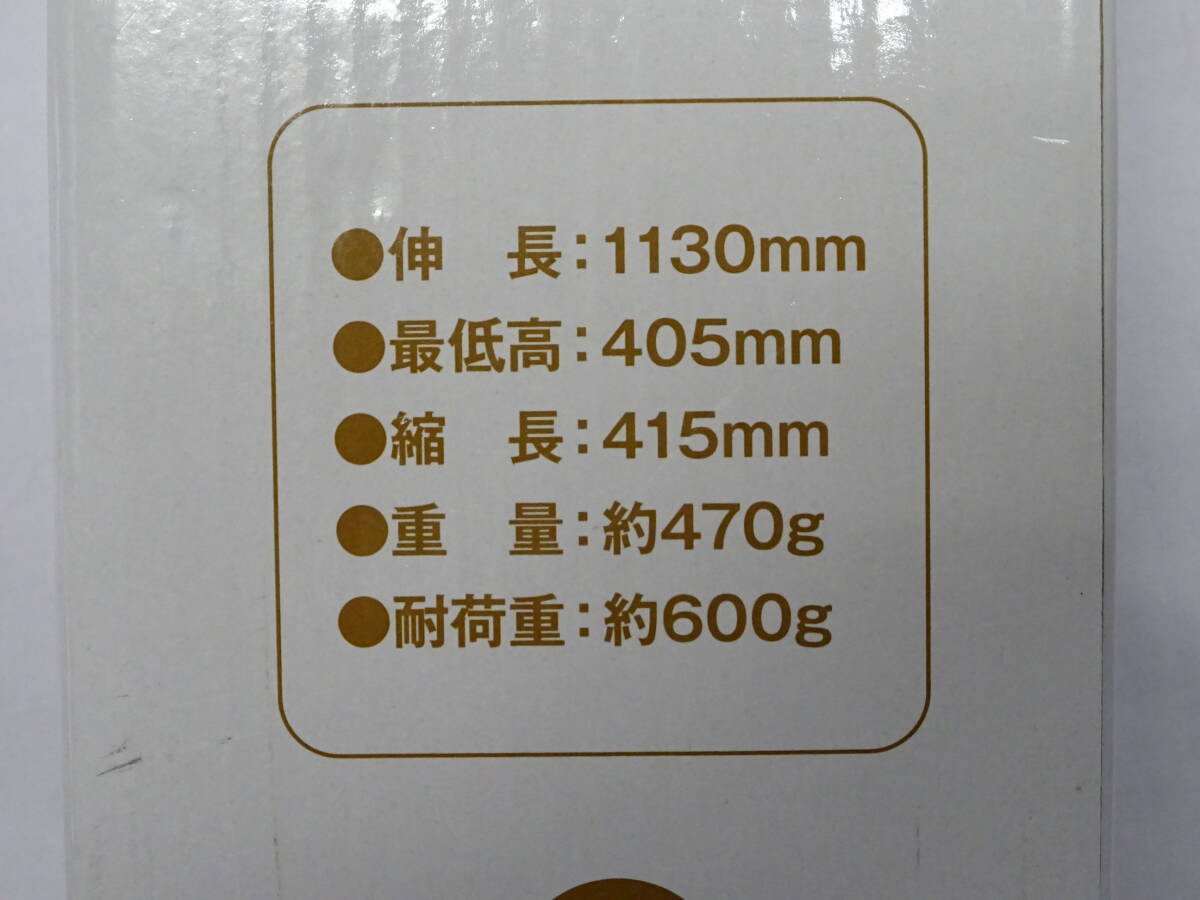 ●伸　長：1130mm
●最低高：405mm
●縮　長：415mm
●重　量：約470g
●耐荷重：約600g